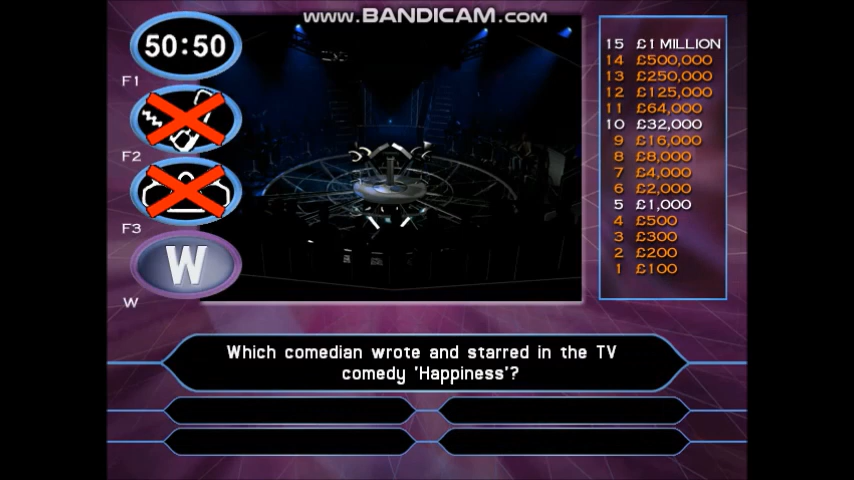 www.BANDICAM.com
50:50
F1
F2
F3
W
W
15 £1 MILLION
14 £500,000
13 £250,000
12 £125,000
11 £64,000
10 £32,000
9 £16,000
8 £8,000
7 £4,000
6 £2,000
5 £1,000
4 £500
3 £300
2 £200
1 £100
Which comedian wrote and starred in the TV
comedy 'Happiness'?